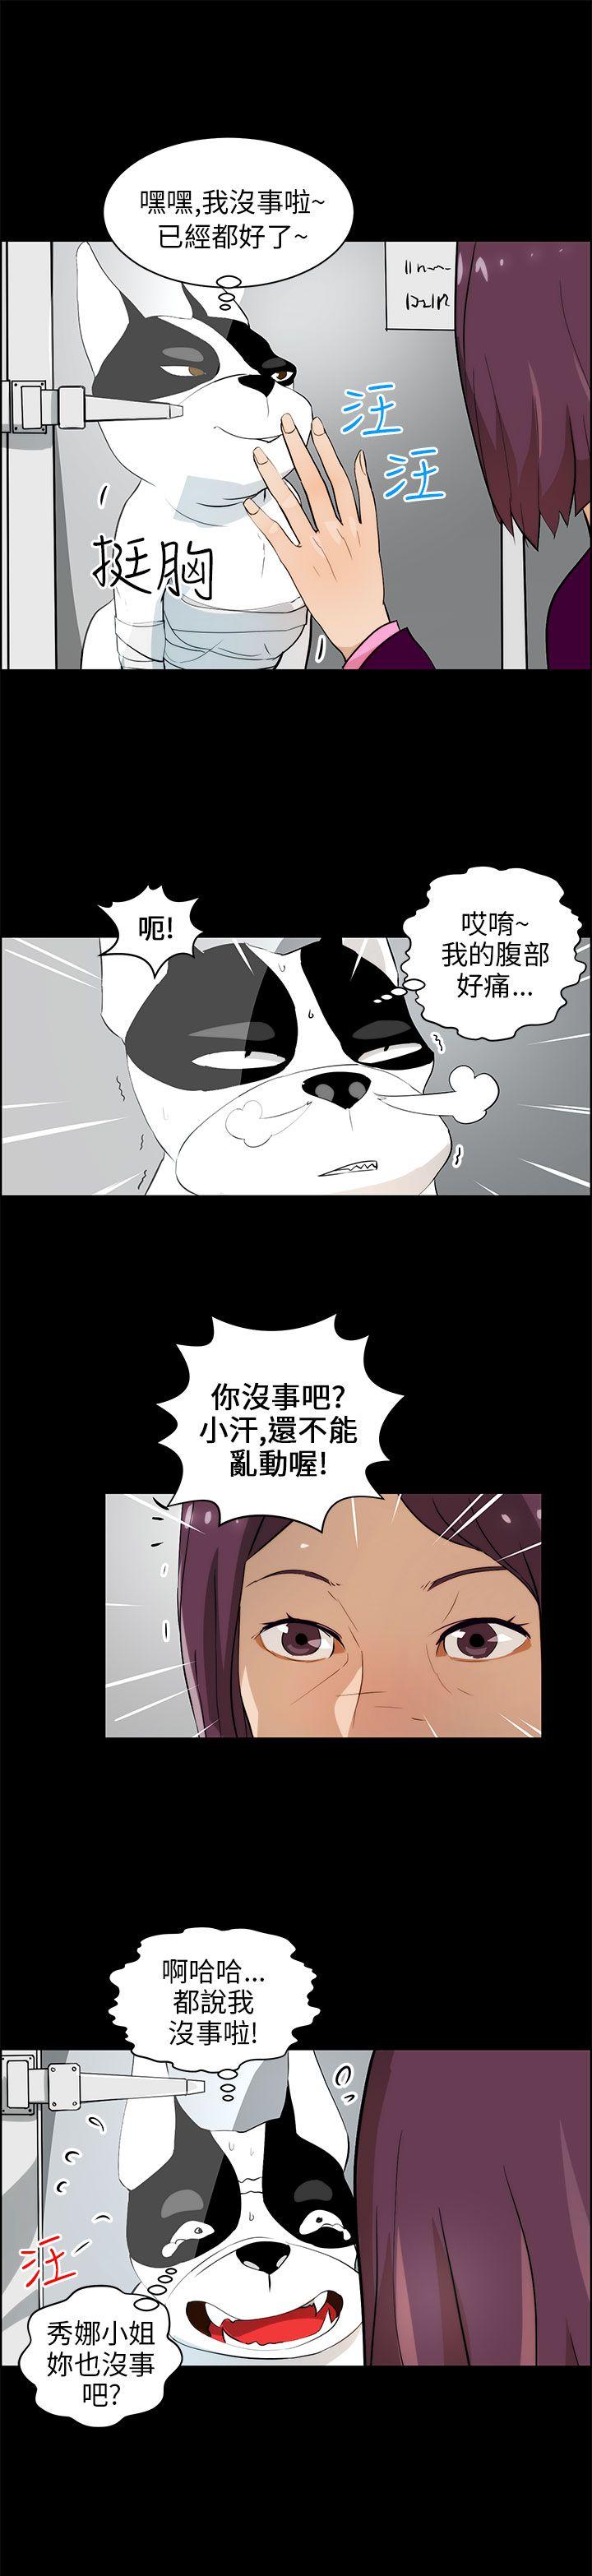 嘿嘿,我沒事啦~
已經都好了~
汪
汪
挺胸
呃!
哎唷~
我的腹部
好痛...
你沒事吧?
小汗,還不能
亂動喔!
啊哈哈...
都說我
沒事啦!
汪
秀娜小姐
妳也沒事
吧?